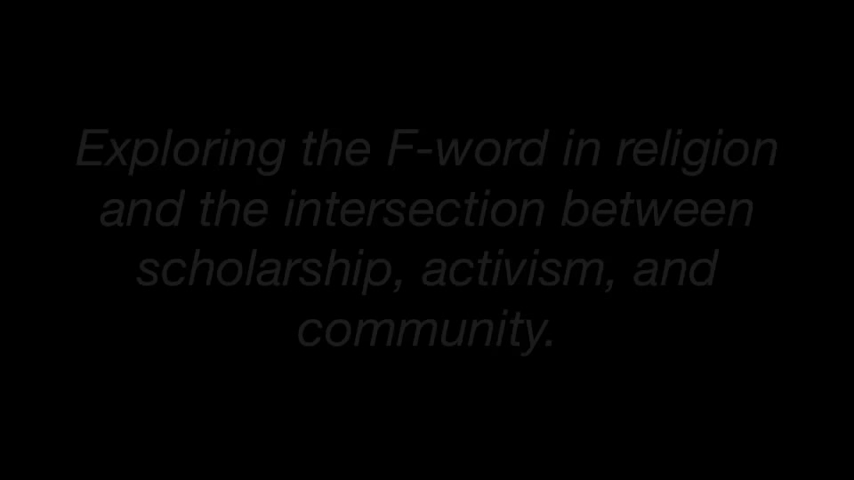 Exploring the F-word in religion
and the intersection between
scholarship, activism, and
community.